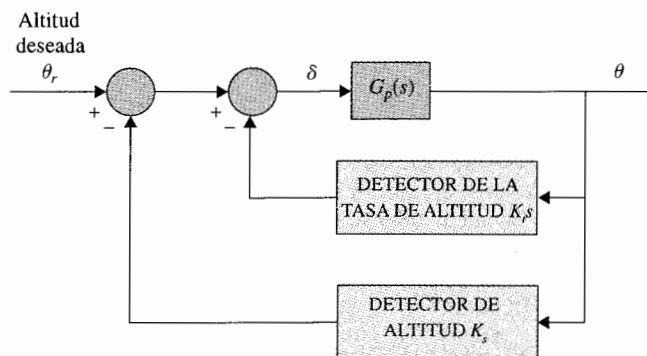 Altitud
deseada
θr
+
−
+
−
δ
Gp(s)
θ
DETECTOR DE LA
TASA DE ALTITUD Kts
DETECTOR DE
ALTITUD Ks